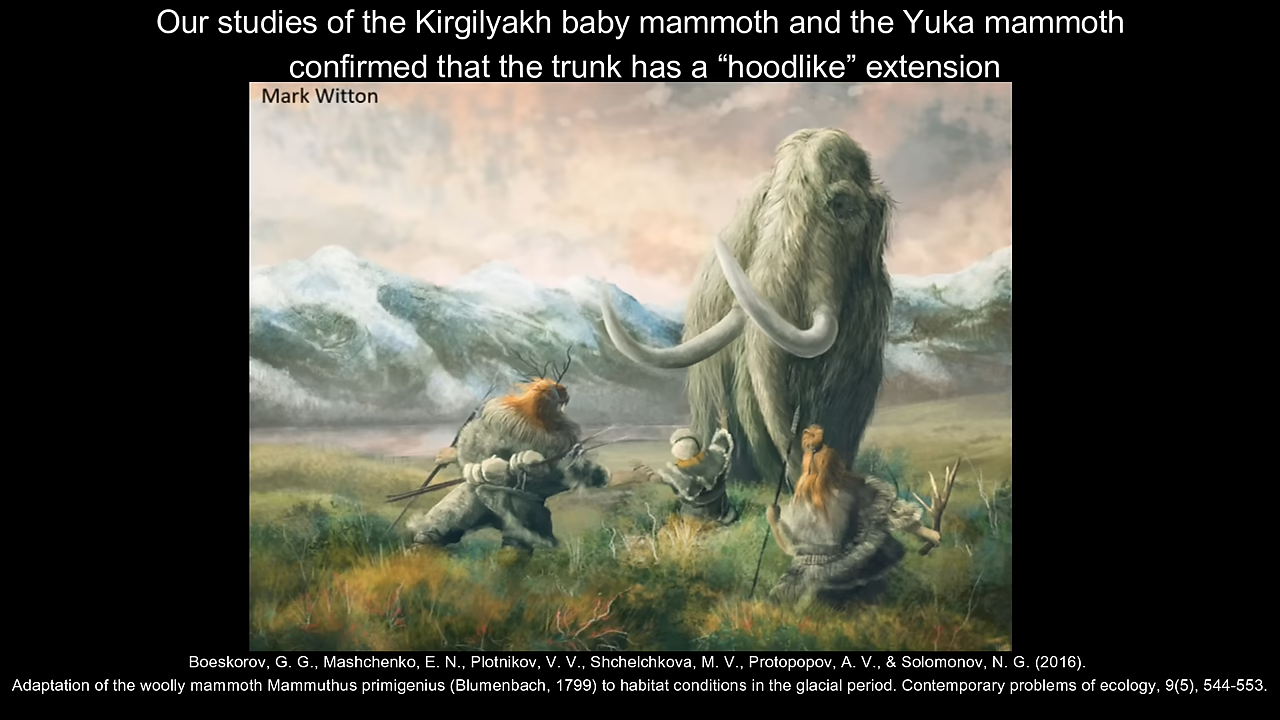 Our studies of the Kirgilyakh baby mammoth and the Yuka mammoth
confirmed that the trunk has a “hoodlike” extension
Mark Witton
Boeskorov, G. G., Mashchenko, E. N., Plotnikov, V. V., Shchelchkova, M. V., Protopopov, A. V., & Solomonov, N. G. (2016).
Adaptation of the woolly mammoth Mammuthus primigenius (Blumenbach, 1799) to habitat conditions in the glacial period. Contemporary problems of ecology, 9(5), 544-553.